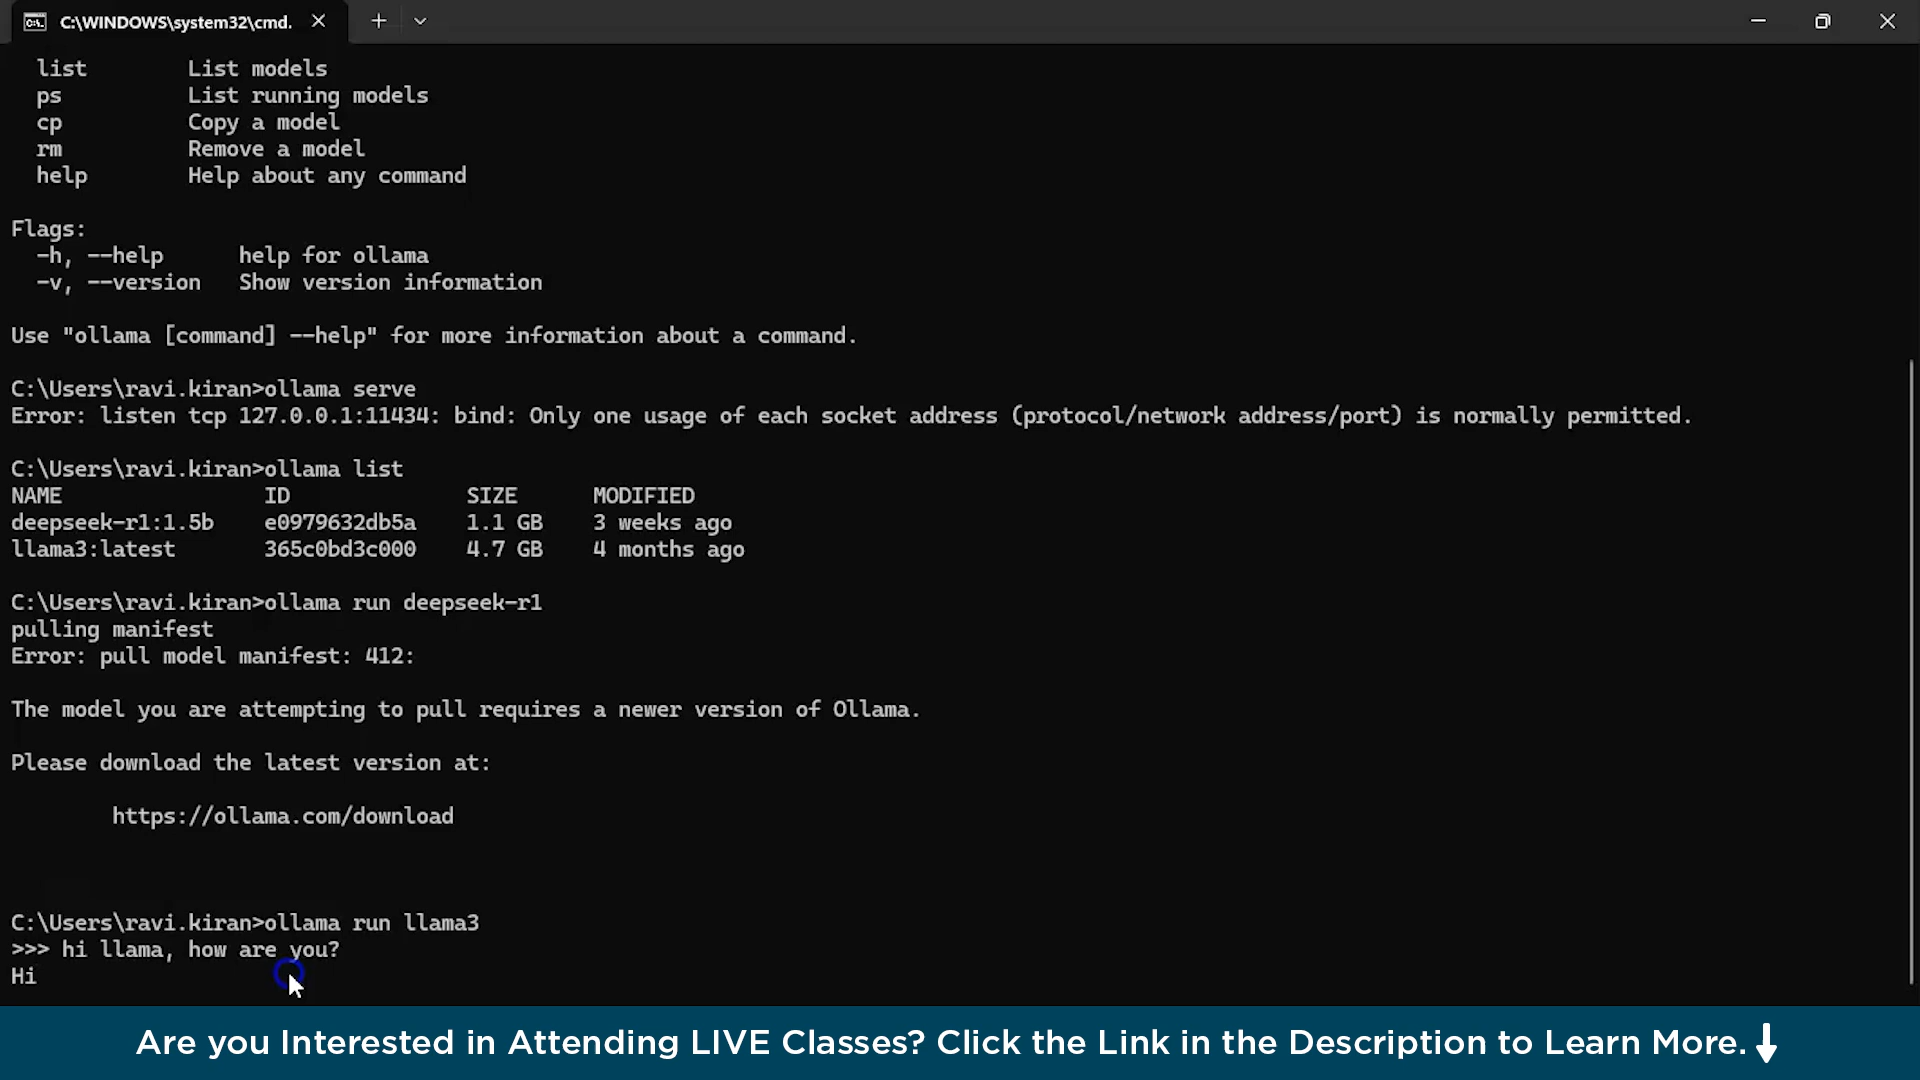 C:\WINDOWS\system32\cmd.
list        List models
ps          List running models
cp          Copy a model
rm          Remove a model
help        Help about any command
Flags:
-h, --help      help for ollama
-v, --version   Show version information
Use "ollama [command] --help" for more information about a command.
C:\Users\ravi.kiran>ollama serve
Error: listen tcp 127.0.0.1:11434: bind: Only one usage of each socket address (protocol/network address/port) is normally permitted.
C:\Users\ravi.kiran>ollama list
NAME                ID              SIZE      MODIFIED
deepseek-r1:1.5b    e0979632db5a    1.1 GB    3 weeks ago
llama3:latest       365c0bd3c000    4.7 GB    4 months ago
C:\Users\ravi.kiran>ollama run deepseek-r1
pulling manifest
Error: pull model manifest: 412:
The model you are attempting to pull requires a newer version of Ollama.
Please download the latest version at:
https://ollama.com/download
C:\Users\ravi.kiran>ollama run llama3
>>> hi llama, how are you?
Hi
Are you Interested in Attending LIVE Classes? Click the Link in the Description to Learn More.